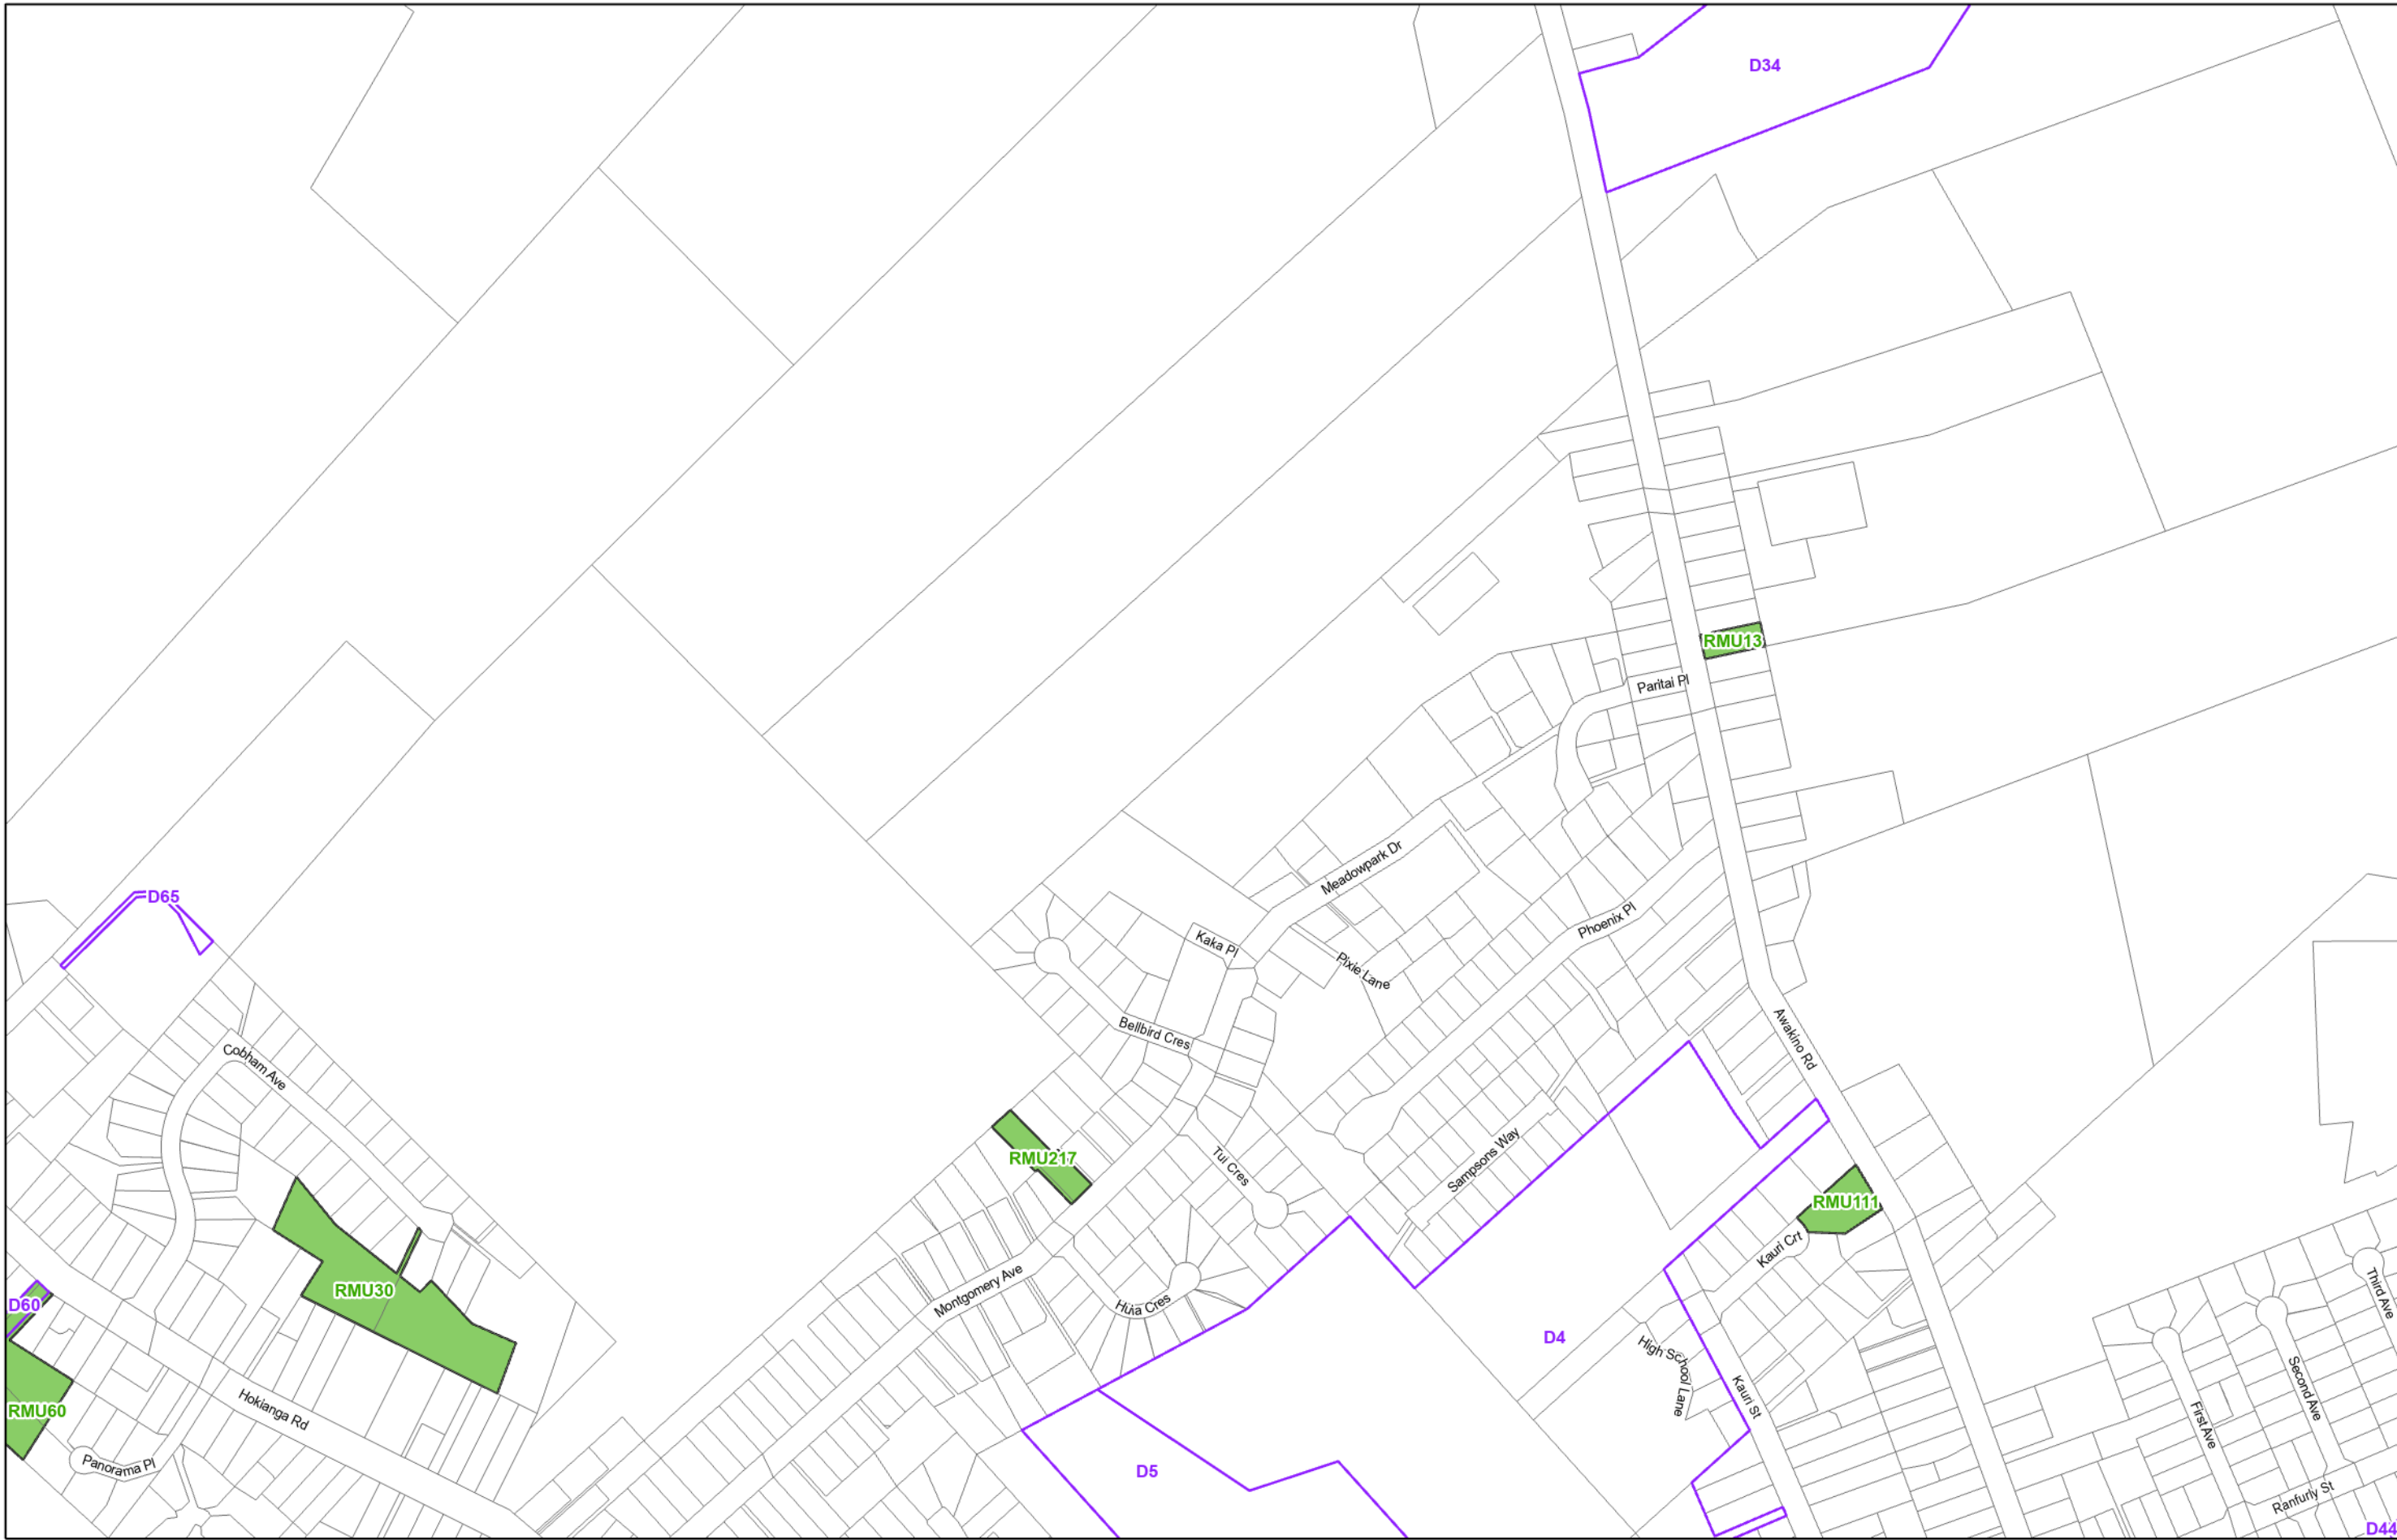 D34
RMU13
Paritai Pl
Meadowpark Dr
D65
Phoenix Pl
Kaka Pl
Pixie Lane
Bellbird Cres
Awakino Rd
Cobham Ave
RMU217
Tui Cres
Sampsons Way
RMU111
Kauri Crt
RMU30
Montgomery Ave
Huia Cres
D60
Third Ave
D4
High School Lane
Kauri St
Second Ave
RMU60
Hokianga Rd
First Ave
Panorama Pl
D5
Ranfurly St
D44